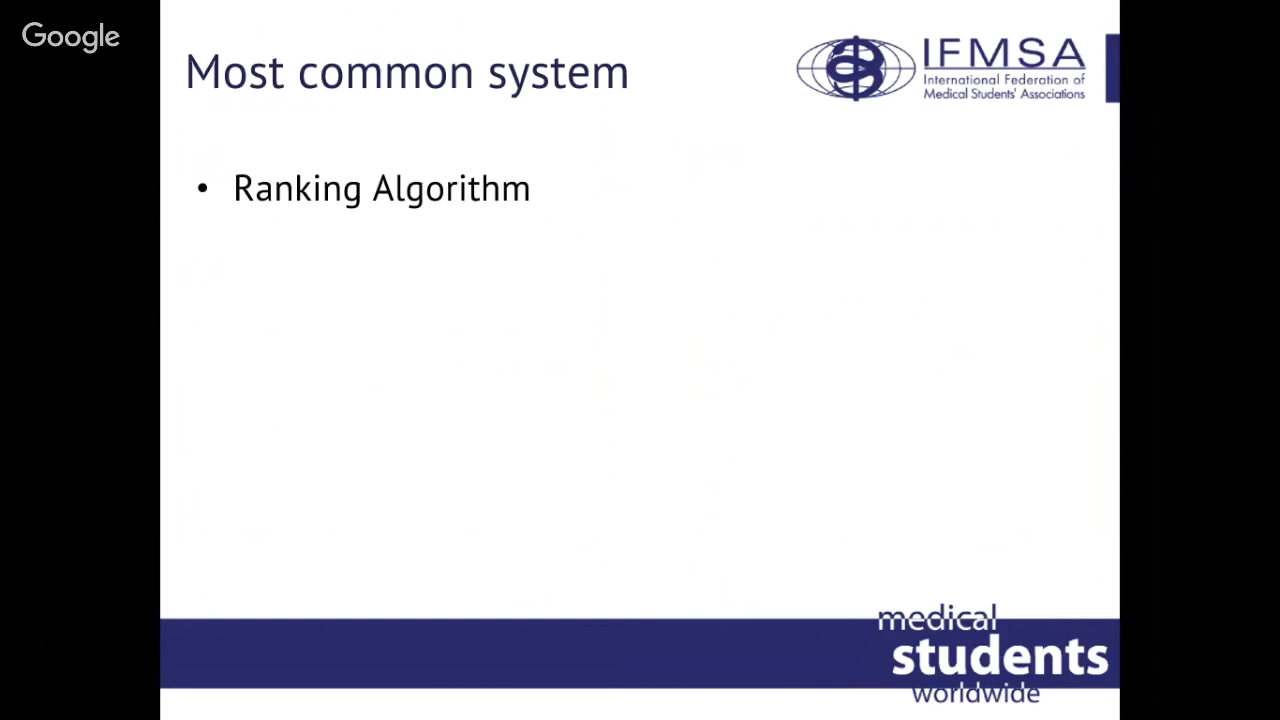 Google
Most common system
IFMSA
International Federation of
Medical Students' Associations
• Ranking Algorithm
medical
students
worldwide